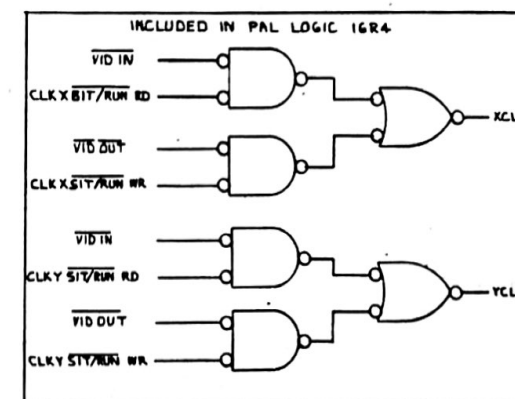 INCLUDED IN PAL LOGIC 16R4
VID IN
CLKX BIT/RUN RD
XCL
VID OUT
CLKX SIT/RUN WR
VID IN
CLKY SIT/RUN RD
YCL
VID OUT
CLKY SIT/RUN WR